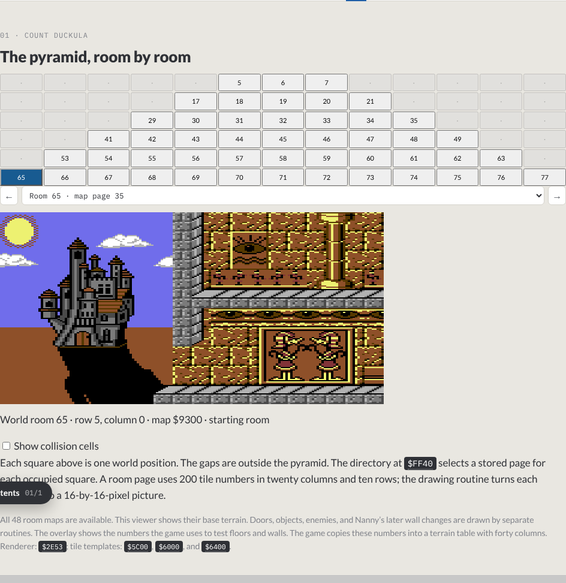 01 · COUNT DUCKULA
The pyramid, room by room
· · · · · 5 6 7 · · · · ·
· · · · 17 18 19 20 21 · · · ·
· · · 29 30 31 32 33 34 35 · · ·
· · 41 42 43 44 45 46 47 48 49 · ·
· 53 54 55 56 57 58 59 60 61 62 63 ·
65 66 67 68 69 70 71 72 73 74 75 76 77
← Room 65 · map page 35 →
World room 65 · row 5, column 0 · map $9300 · starting room
Show collision cells
Each square above is one world position. The gaps are outside the pyramid. The directory at $FF40 selects a stored page for
each occupied square. A room page uses 200 tile numbers in twenty columns and ten rows; the drawing routine turns each
tents 01/1
a 16-by-16-pixel picture.
All 48 room maps are available. This viewer shows their base terrain. Doors, objects, enemies, and Nanny's later wall changes are drawn by separate
routines. The overlay shows the numbers the game uses to test floors and walls. The game copies these numbers into a terrain table with forty columns.
Renderer: $2E53, tile templates: $5C00, $6000, and $6400.